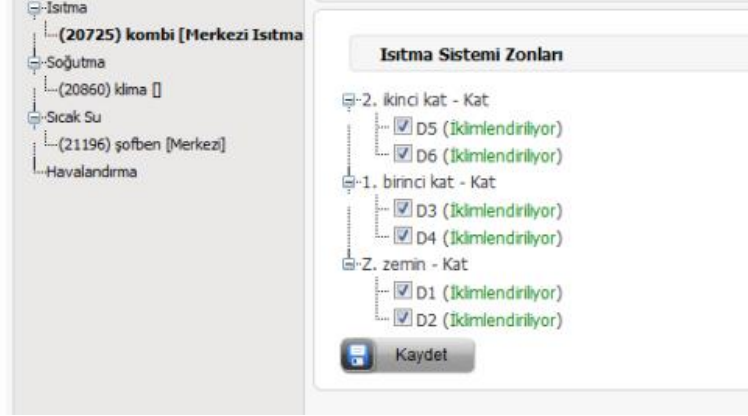 Isıtma
(20725) kombi [Merkezi Isıtma
Soğutma
(20860) klima []
Sıcak Su
(21196) şofben [Merkezi]
Havalandırma
Isıtma Sistemi Zonları
2. ikinci kat - Kat
D5 (İklimlendiriliyor)
D6 (İklimlendiriliyor)
1. birinci kat - Kat
D3 (İklimlendiriliyor)
D4 (İklimlendiriliyor)
Z. zemin - Kat
D1 (İklimlendiriliyor)
D2 (İklimlendiriliyor)
Kaydet